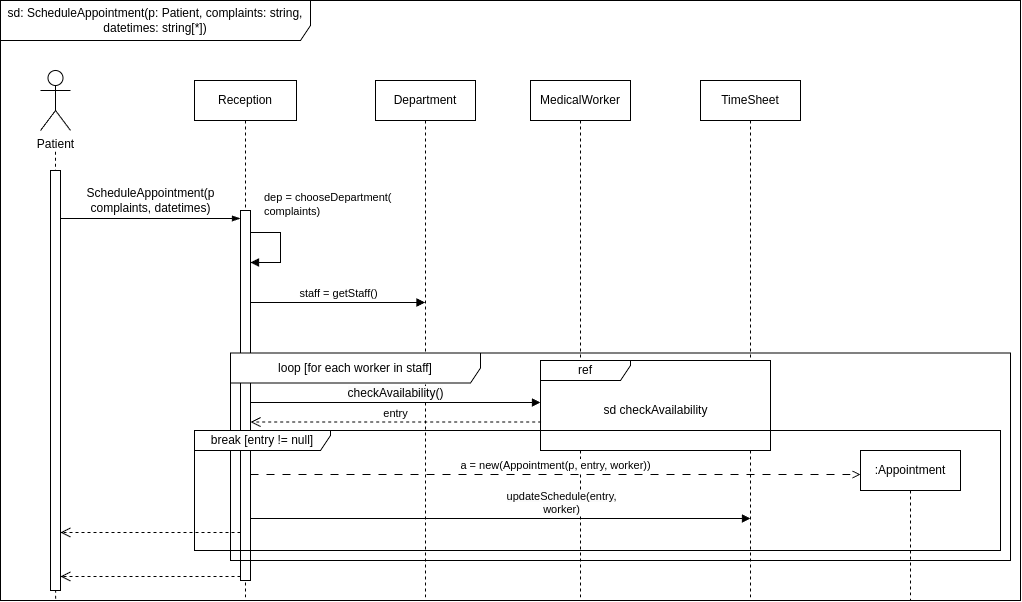 sd: ScheduleAppointment(p: Patient, complaints: string,
datetimes: string[*])
Patient
Reception
Department
MedicalWorker
TimeSheet
ScheduleAppointment(p
complaints, datetimes)
dep = chooseDepartment(
complaints)
staff = getStaff()
loop [for each worker in staff]
ref
checkAvailability()
sd checkAvailability
entry
break [entry != null]
a = new(Appointment(p, entry, worker))
:Appointment
updateSchedule(entry,
worker)